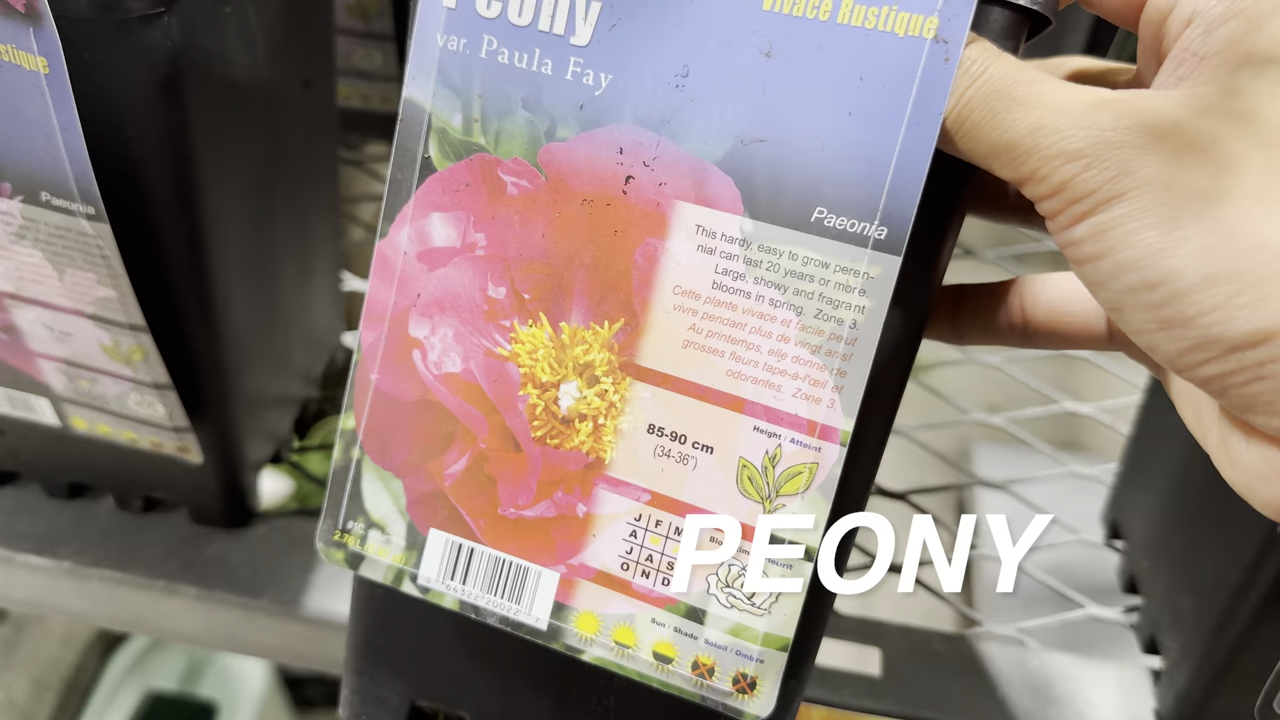 Peony
Vivace Rustique
var. Paula Fay
stique
Paeonia
Paeonia
This hardy, easy to grow peren-
nial can last 20 years or more.
Large, showy and fragrant
blooms in spring. Zone 3.
Cette plante vivace et facile peut
vivre pendant plus de vingt ans!
Au printemps, elle donne de
grosses fleurs tape-à-l'œil et
odorantes. Zone 3.
Height / Atteint
85-90 cm
(34-36")
J F M
A
J A S
O N D
PEONY
Sun / Shade Soleil / Ombre